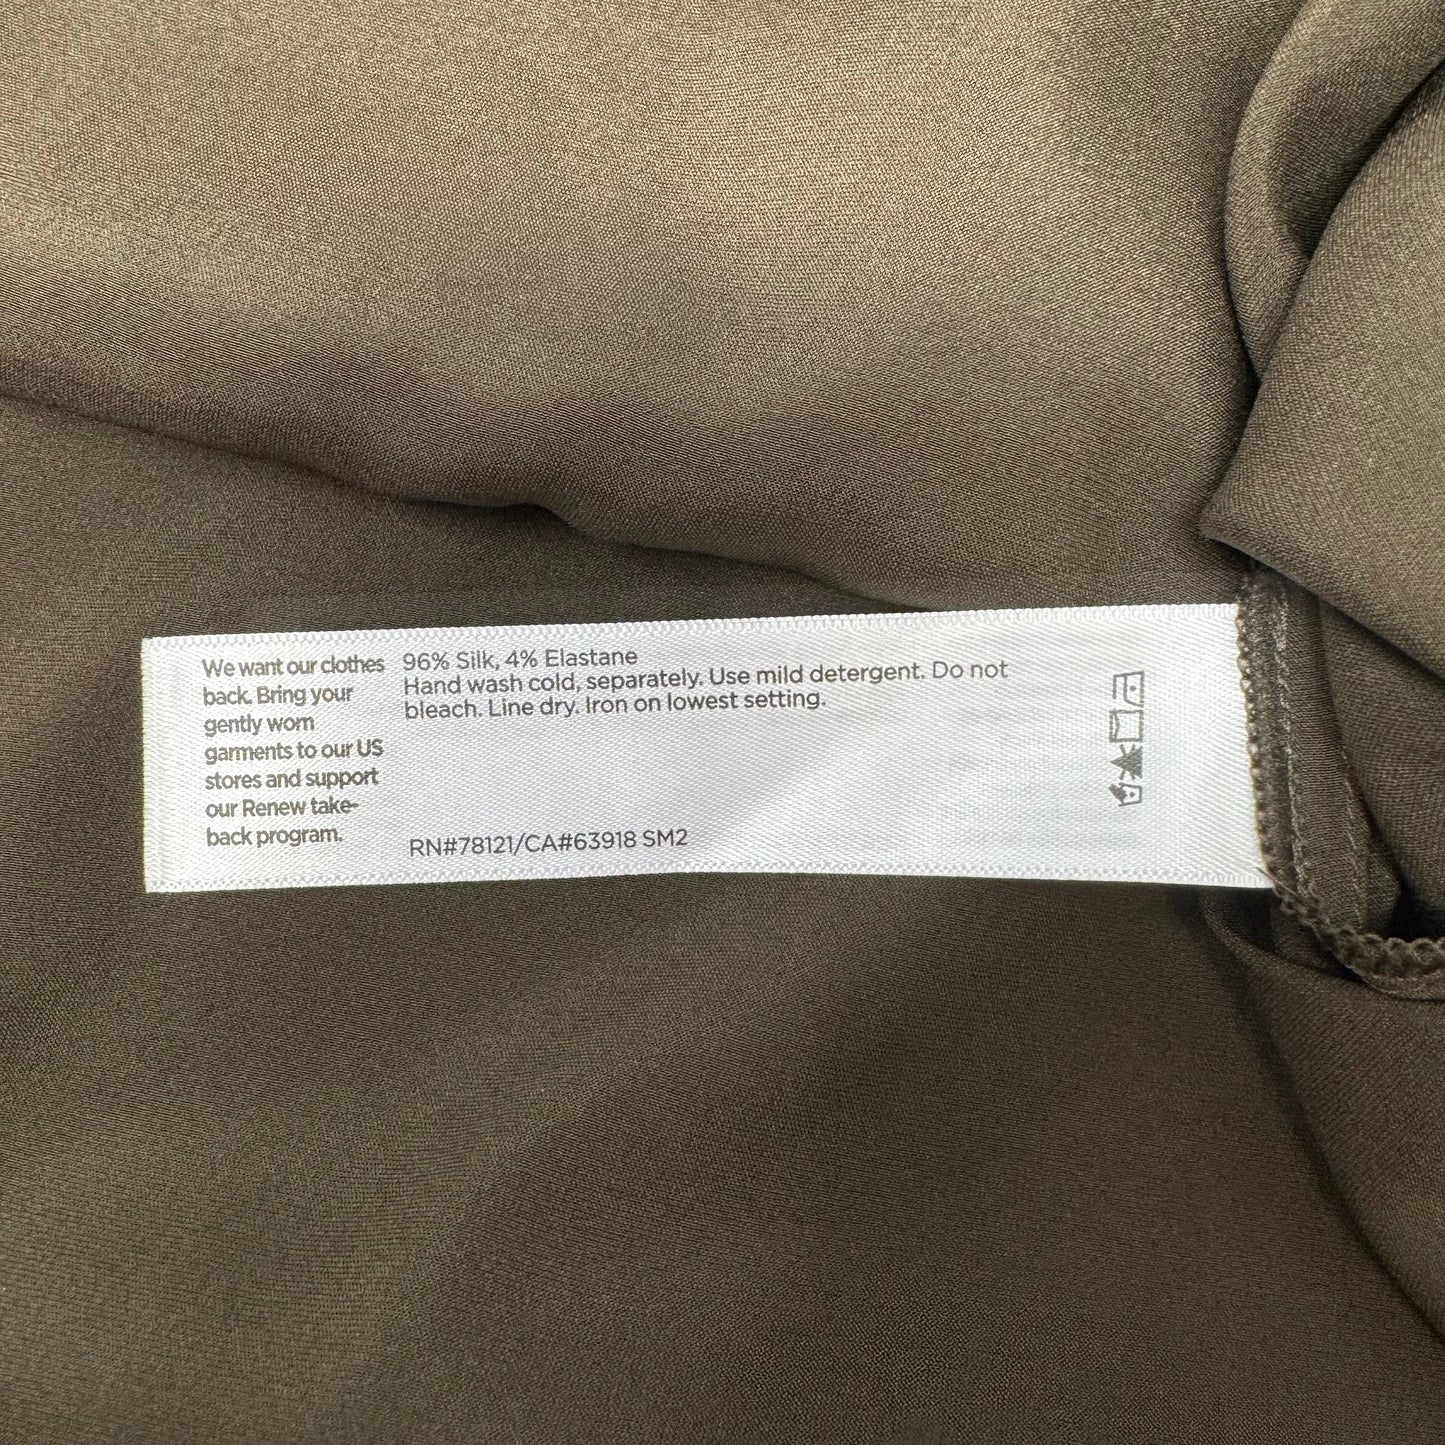 We want our clothes
back. Bring your
gently worn
garments to our US
stores and support
our Renew take-
back program.
96% Silk, 4% Elastane
Hand wash cold, separately. Use mild detergent. Do not
bleach. Line dry. Iron on lowest setting.
RN#78121/CA#63918 SM2